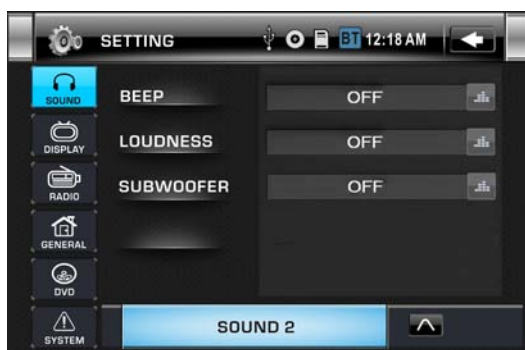 SETTING BT 12:18 AM
SOUND
BEEP OFF
DISPLAY
LOUDNESS OFF
RADIO
SUBWOOFER OFF
GENERAL
DVD
SYSTEM
SOUND 2